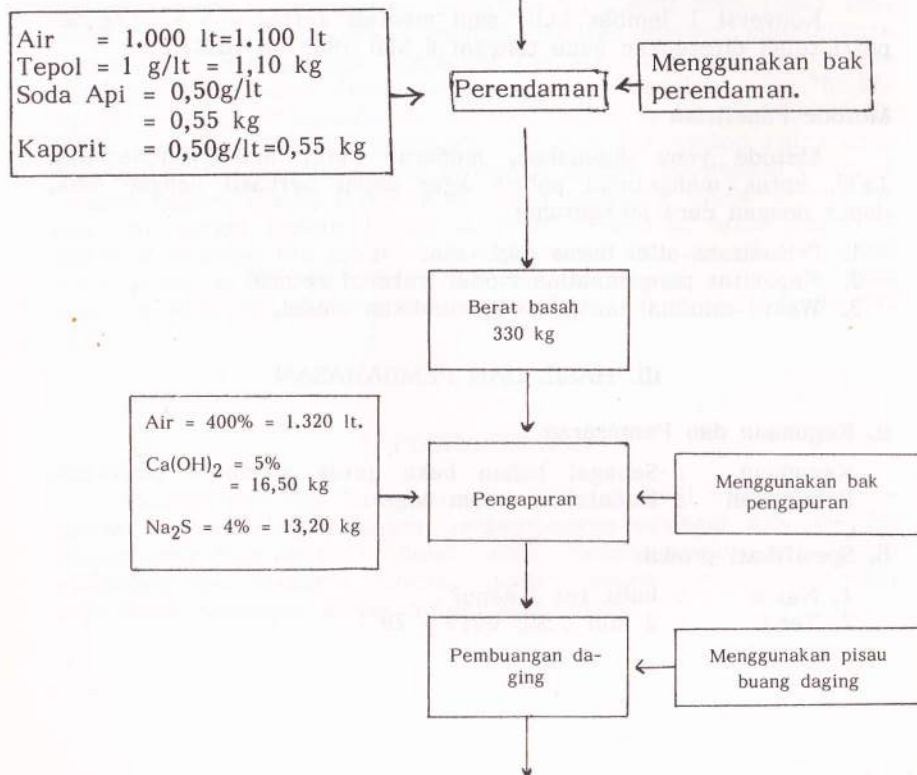 Air = 1.000 lt=1.100 lt
Tepol = 1 g/lt = 1,10 kg
Soda Api = 0,50g/lt
= 0,55 kg
Kaporit = 0,50g/lt=0,55 kg
Perendaman
Menggunakan bak
perendaman.
Berat basah
330 kg
Air = 400% = 1.320 lt.
Ca(OH)2 = 5%
= 16,50 kg
Na2S = 4% = 13,20 kg
Pengapuran
Menggunakan bak
pengapuran
Pembuangan da-
ging
Menggunakan pisau
buang daging